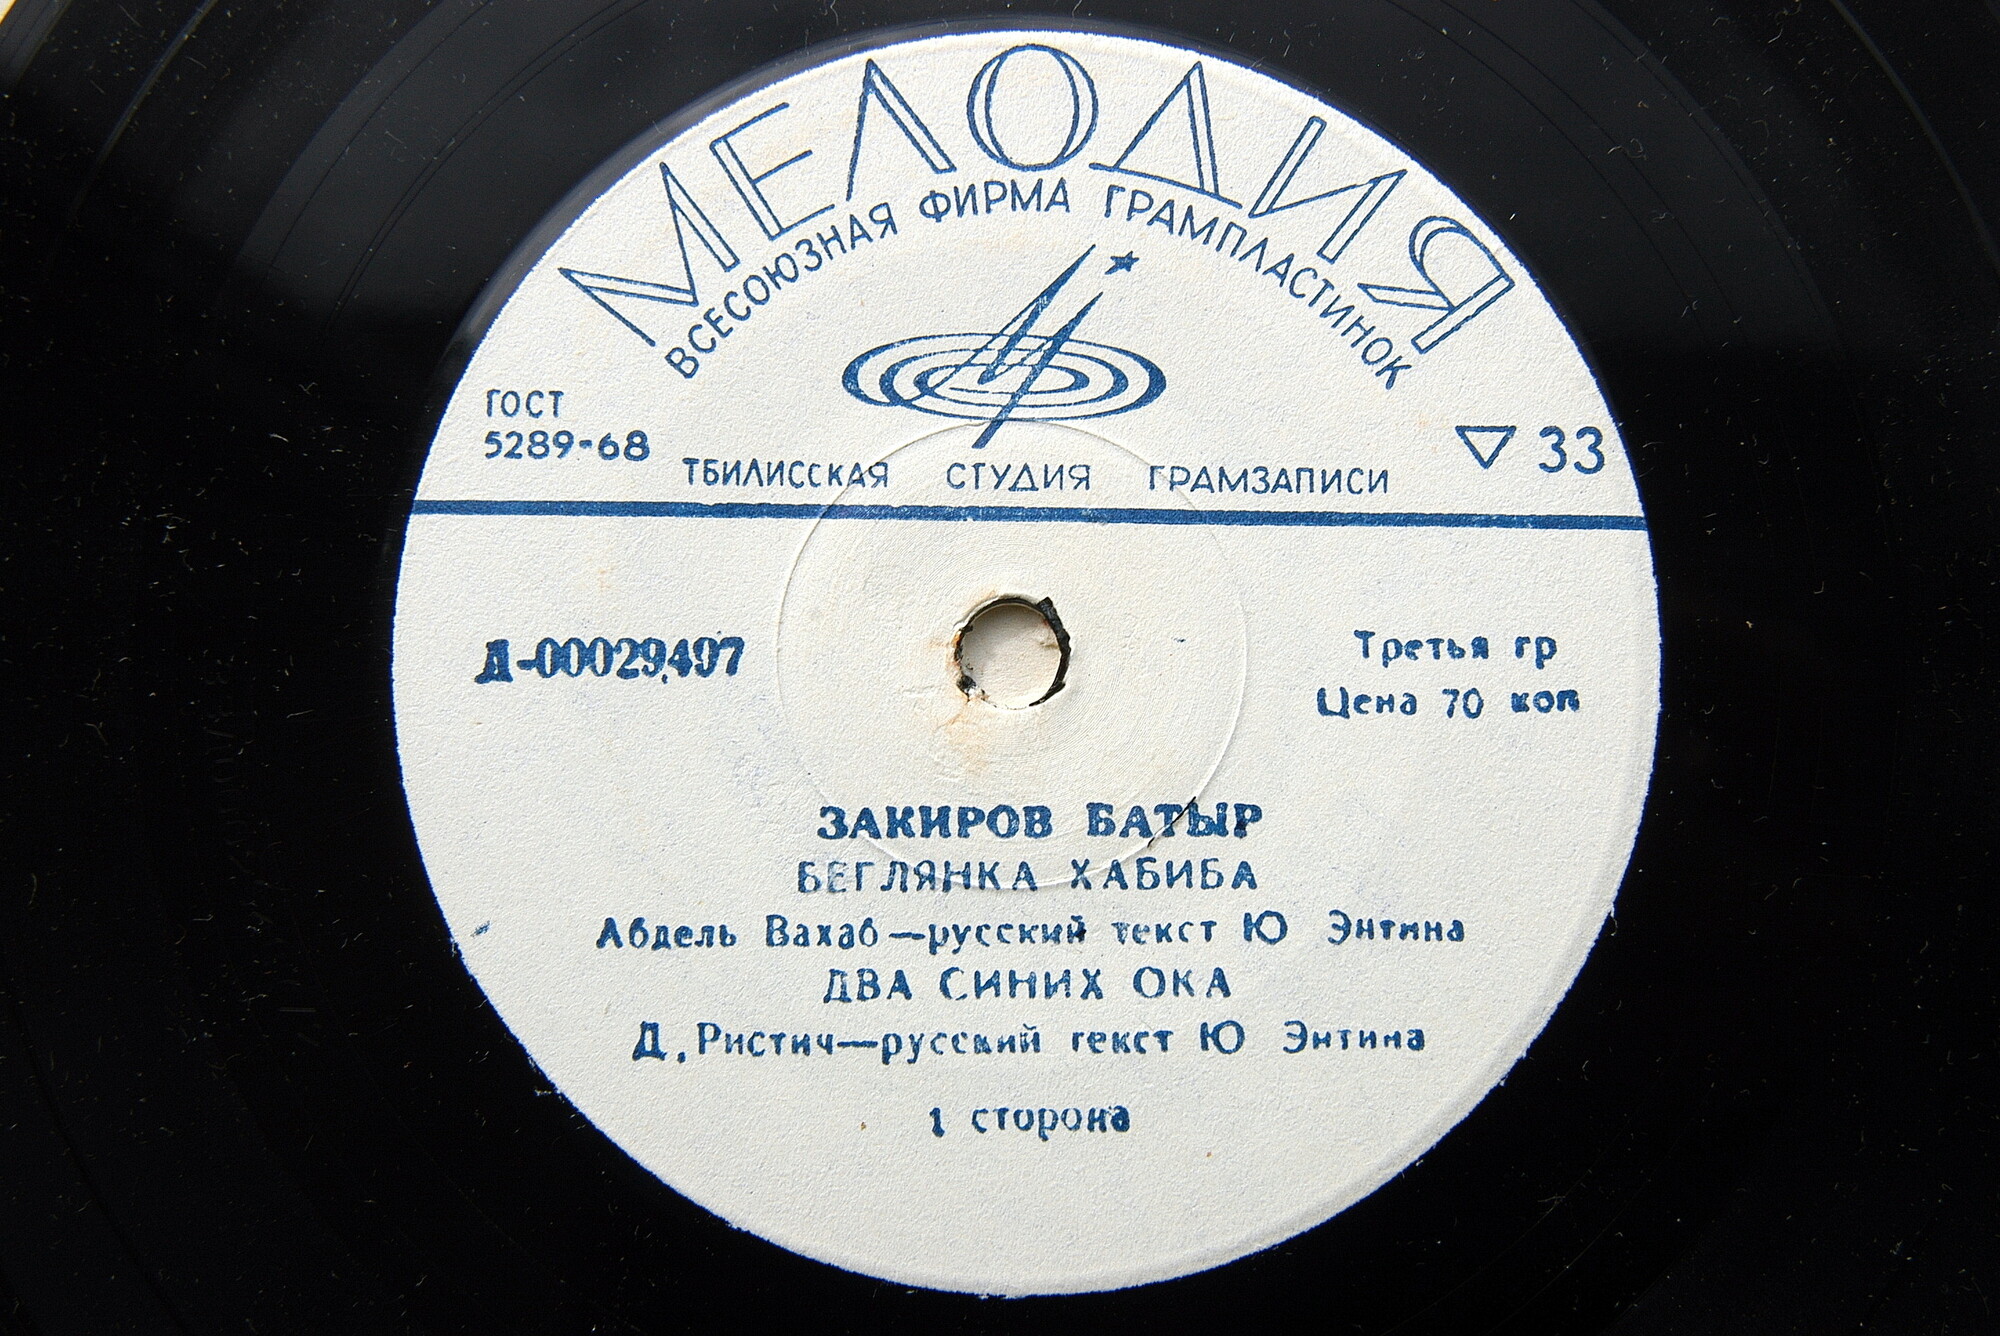 МЕЛОДИЯ
ВСЕСОЮЗНАЯ ФИРМА ГРАМПЛАСТИНОК
ГОСТ
5289-68
33
ТБИЛИССКАЯ СТУДИЯ ГРАМЗАПИСИ
Д-00029497
Третья гр
Цена 70 коп
ЗАКИРОВ БАТЫР
БЕГЛЯНКА ХАБИБА
Абдель Вахаб—русский текст Ю Энтина
ДВА СИНИХ ОКА
Д. Ристич—русский текст Ю Энтина
1 сторона